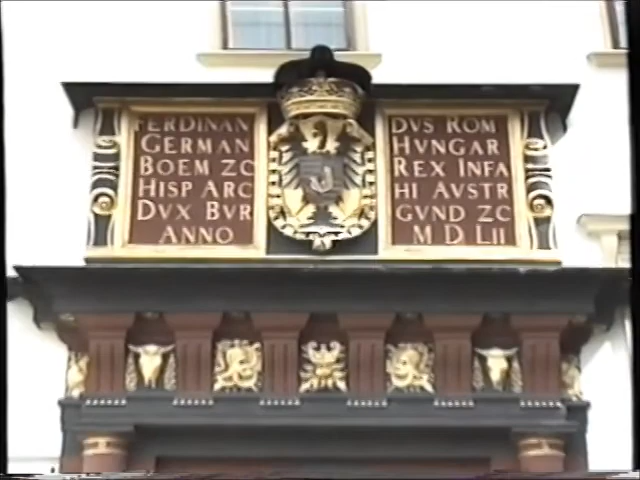 FERDINAN
GERMAN
BOEM ZC
HISP ARC
DVX BVR
ANNO
DVS ROM
HVNGAR
REX INFA
HI AVSTR
GVND ZC
M D LII